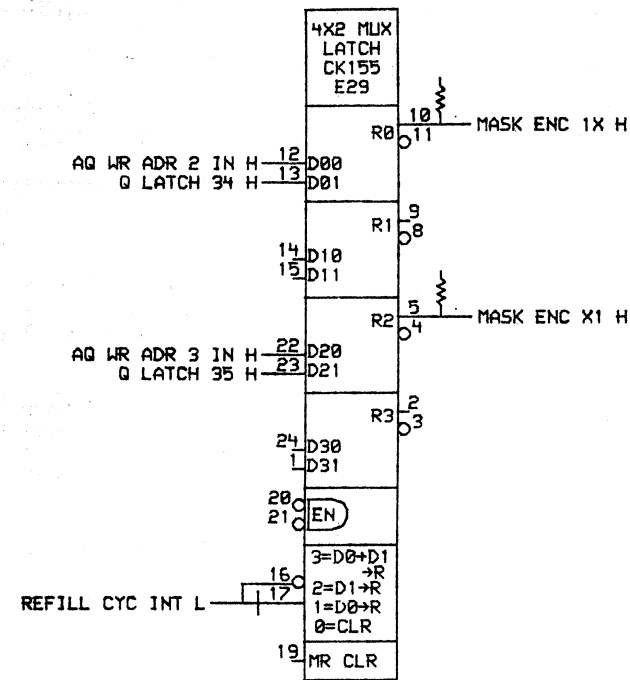 4X2 MUX
LATCH
CK155
E29
10
R0
11
MASK ENC 1X H
AQ WR ADR 2 IN H
12
D00
Q LATCH 34 H
13
D01
9
R1
8
14
D10
15
D11
5
R2
4
MASK ENC X1 H
AQ WR ADR 3 IN H
22
D20
Q LATCH 35 H
23
D21
2
R3
3
24
D30
1
D31
20
21
EN
3=D0+D1
→R
16
2=D1→R
REFILL CYC INT L
17
1=D0→R
0=CLR
19
MR CLR